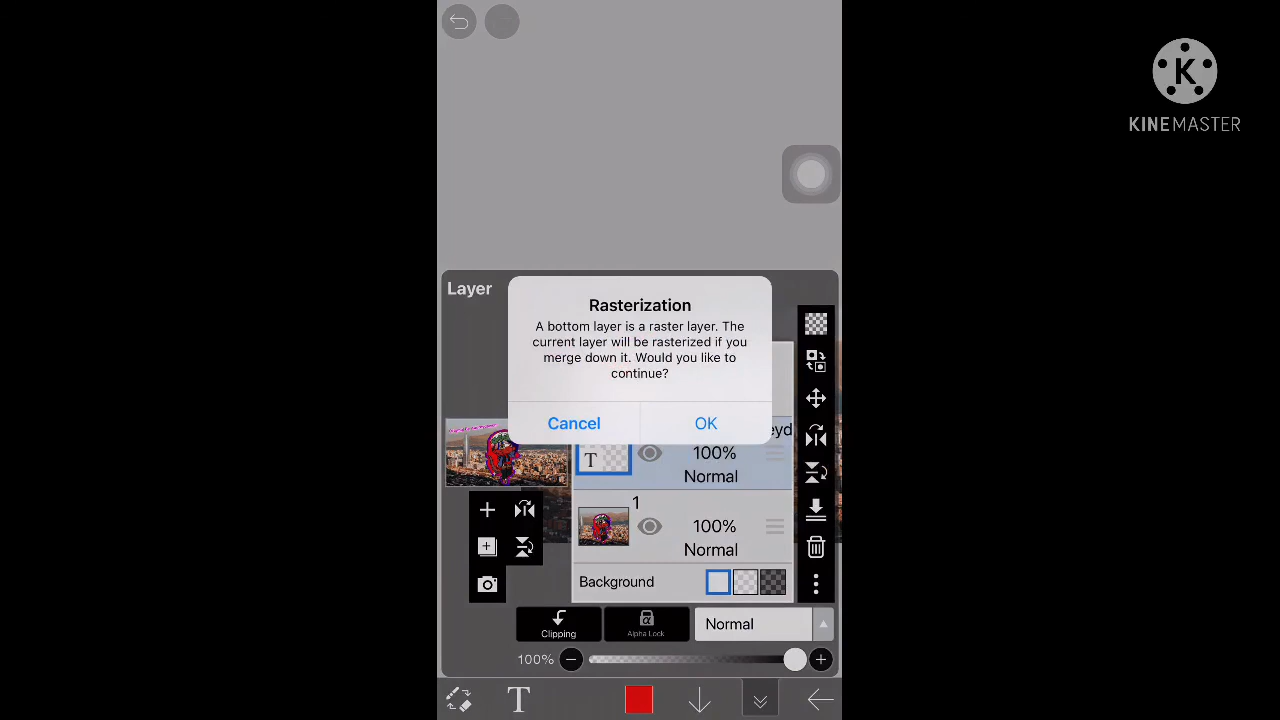 KINEMASTER
Layer
Rasterization
A bottom layer is a raster layer. The
current layer will be rasterized if you
merge down it. Would you like to
continue?
Cancel
OK
eyd
T
100%
Normal
1
100%
Normal
Background
Clipping
α
Alpha Lock
Normal
100%
T